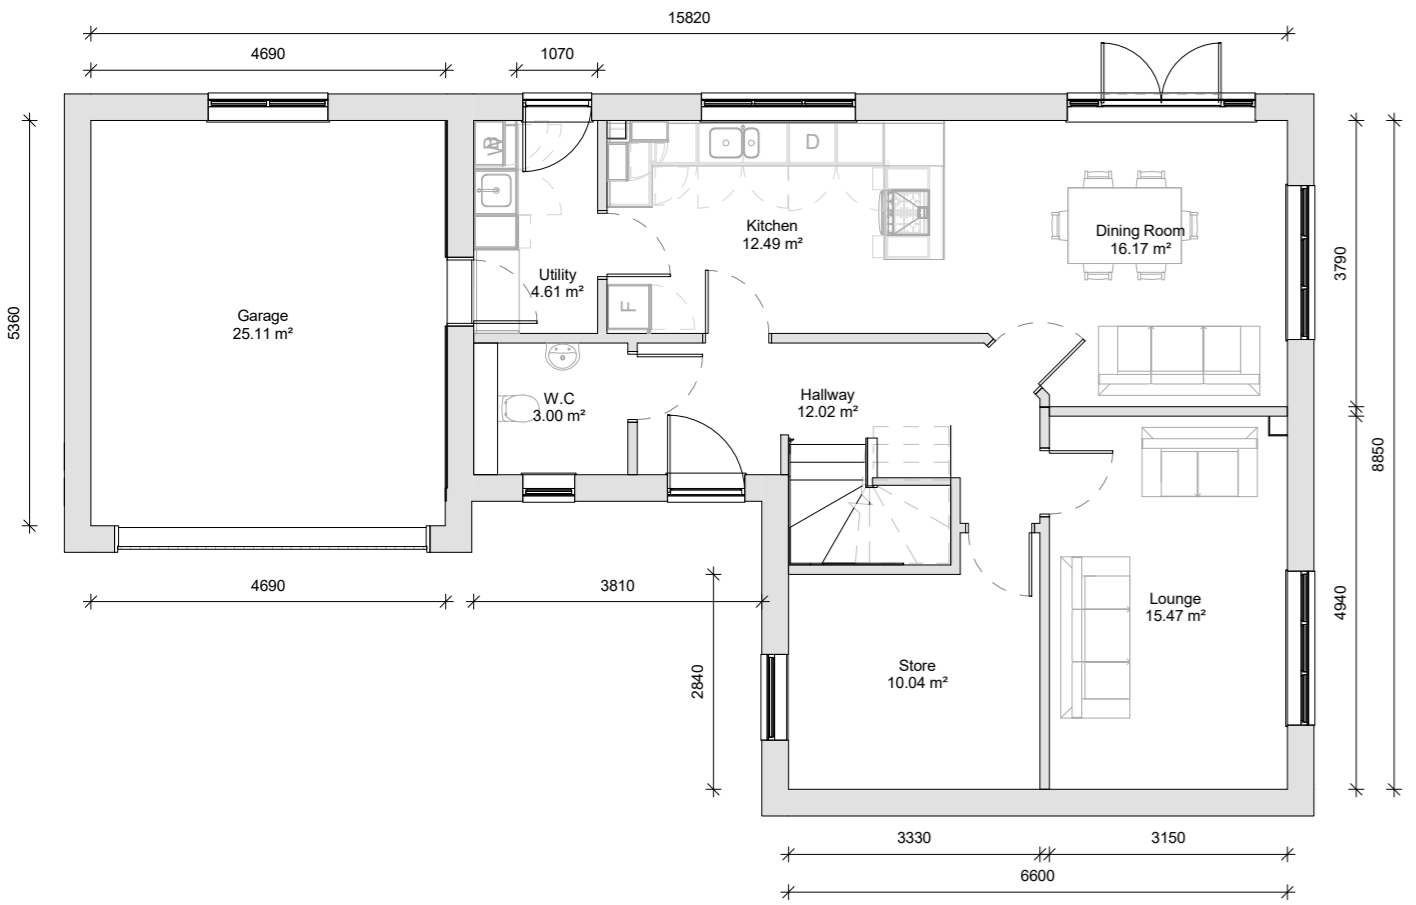 15820
4690
1070
D
Kitchen
12.49 m²
Dining Room
16.17 m²
3790
Utility
4.61 m²
F
5360
Garage
25.11 m²
W.C
3.00 m²
Hallway
12.02 m²
8850
4690
3810
4940
Lounge
15.47 m²
2840
Store
10.04 m²
3330
3150
6600